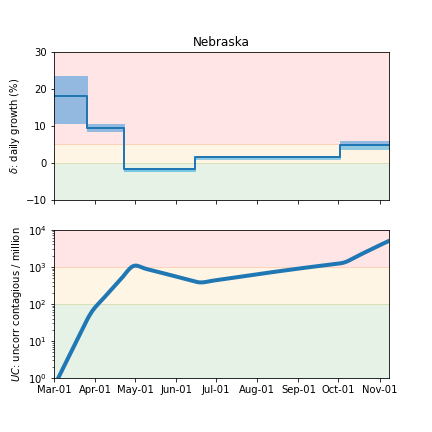 Nebraska
δ: daily growth (%)
30
20
10
0
−10
UC: uncorr contagious / million
10⁴
10³
10²
10¹
10⁰
Mar-01 Apr-01 May-01 Jun-01 Jul-01 Aug-01 Sep-01 Oct-01 Nov-01